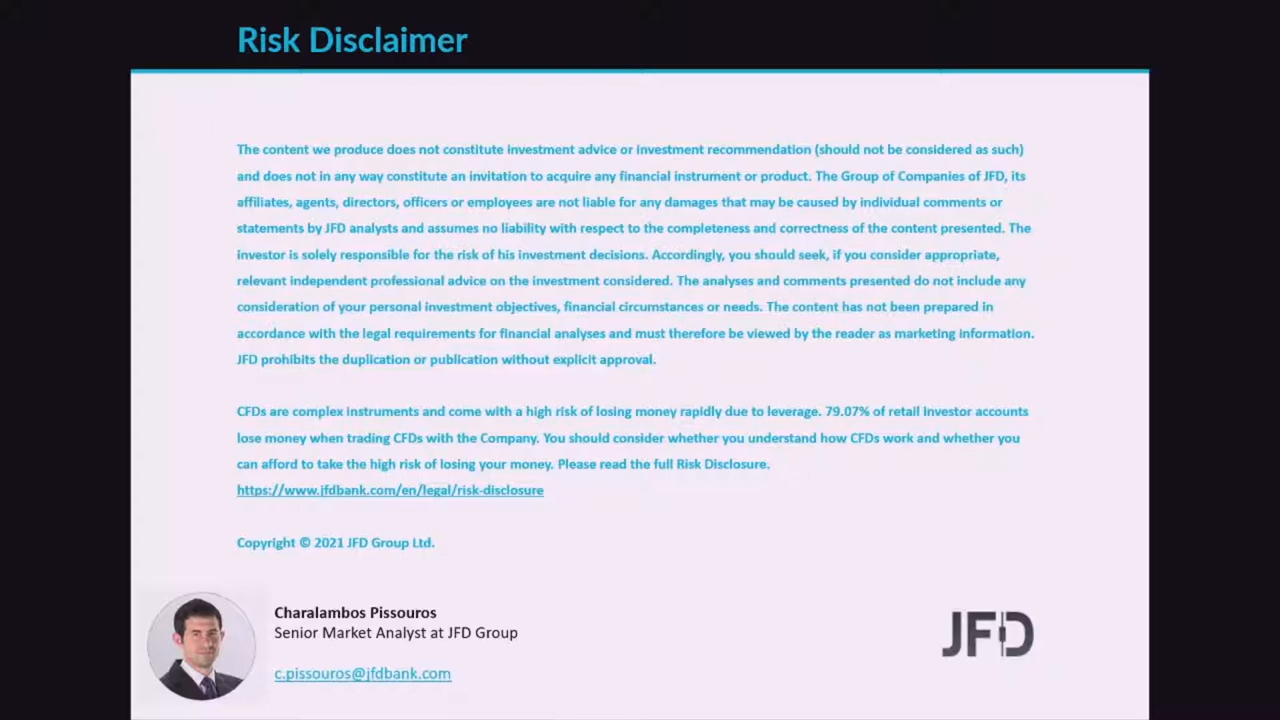 Risk Disclaimer
The content we produce does not constitute investment advice or investment recommendation (should not be considered as such)
and does not in any way constitute an invitation to acquire any financial instrument or product. The Group of Companies of JFD, its
affiliates, agents, directors, officers or employees are not liable for any damages that may be caused by individual comments or
statements by JFD analysts and assumes no liability with respect to the completeness and correctness of the content presented. The
investor is solely responsible for the risk of his investment decisions. Accordingly, you should seek, if you consider appropriate,
relevant independent professional advice on the investment considered. The analyses and comments presented do not include any
consideration of your personal investment objectives, financial circumstances or needs. The content has not been prepared in
accordance with the legal requirements for financial analyses and must therefore be viewed by the reader as marketing information.
JFD prohibits the duplication or publication without explicit approval.
CFDs are complex instruments and come with a high risk of losing money rapidly due to leverage. 79.07% of retail investor accounts
lose money when trading CFDs with the Company. You should consider whether you understand how CFDs work and whether you
can afford to take the high risk of losing your money. Please read the full Risk Disclosure.
https://www.jfdbank.com/en/legal/risk-disclosure
Copyright © 2021 JFD Group Ltd.
Charalambos Pissouros
Senior Market Analyst at JFD Group
c.pissouros@jfdbank.com
JFD